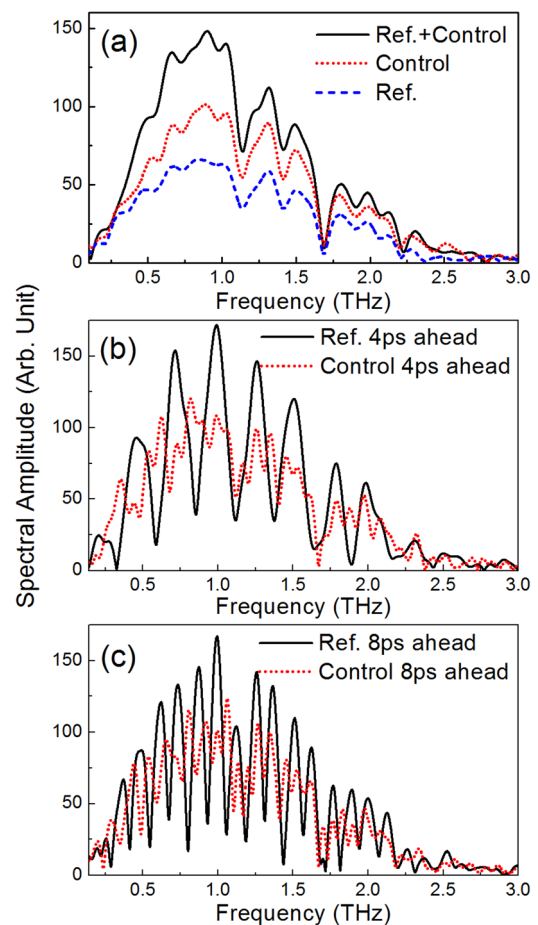 (a)
Ref.+Control
Control
Ref.
150
100
50
0
0.5 1.0 1.5 2.0 2.5 3.0
Frequency (THz)
Spectral Amplitude (Arb. Unit)
(b)
Ref. 4ps ahead
Control 4ps ahead
150
100
50
0
0.5 1.0 1.5 2.0 2.5 3.0
Frequency (THz)
(c)
Ref. 8ps ahead
Control 8ps ahead
150
100
50
0
0.5 1.0 1.5 2.0 2.5 3.0
Frequency (THz)